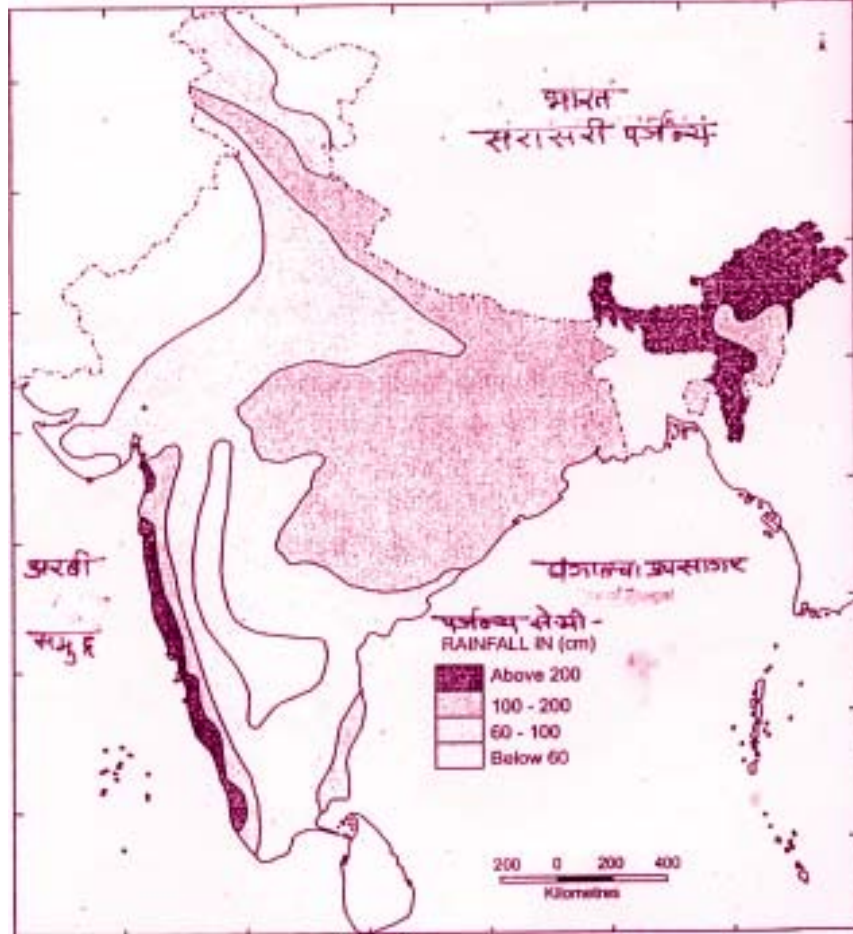 भारत
सरासरी पर्जन्य
अरबी
समुद्र
बंगालचा उपसागर
पर्जन्य सेमी -
RAINFALL IN (cm)
Above 200
100 - 200
60 - 100
Below 60
200 0 200 400
Kilometres